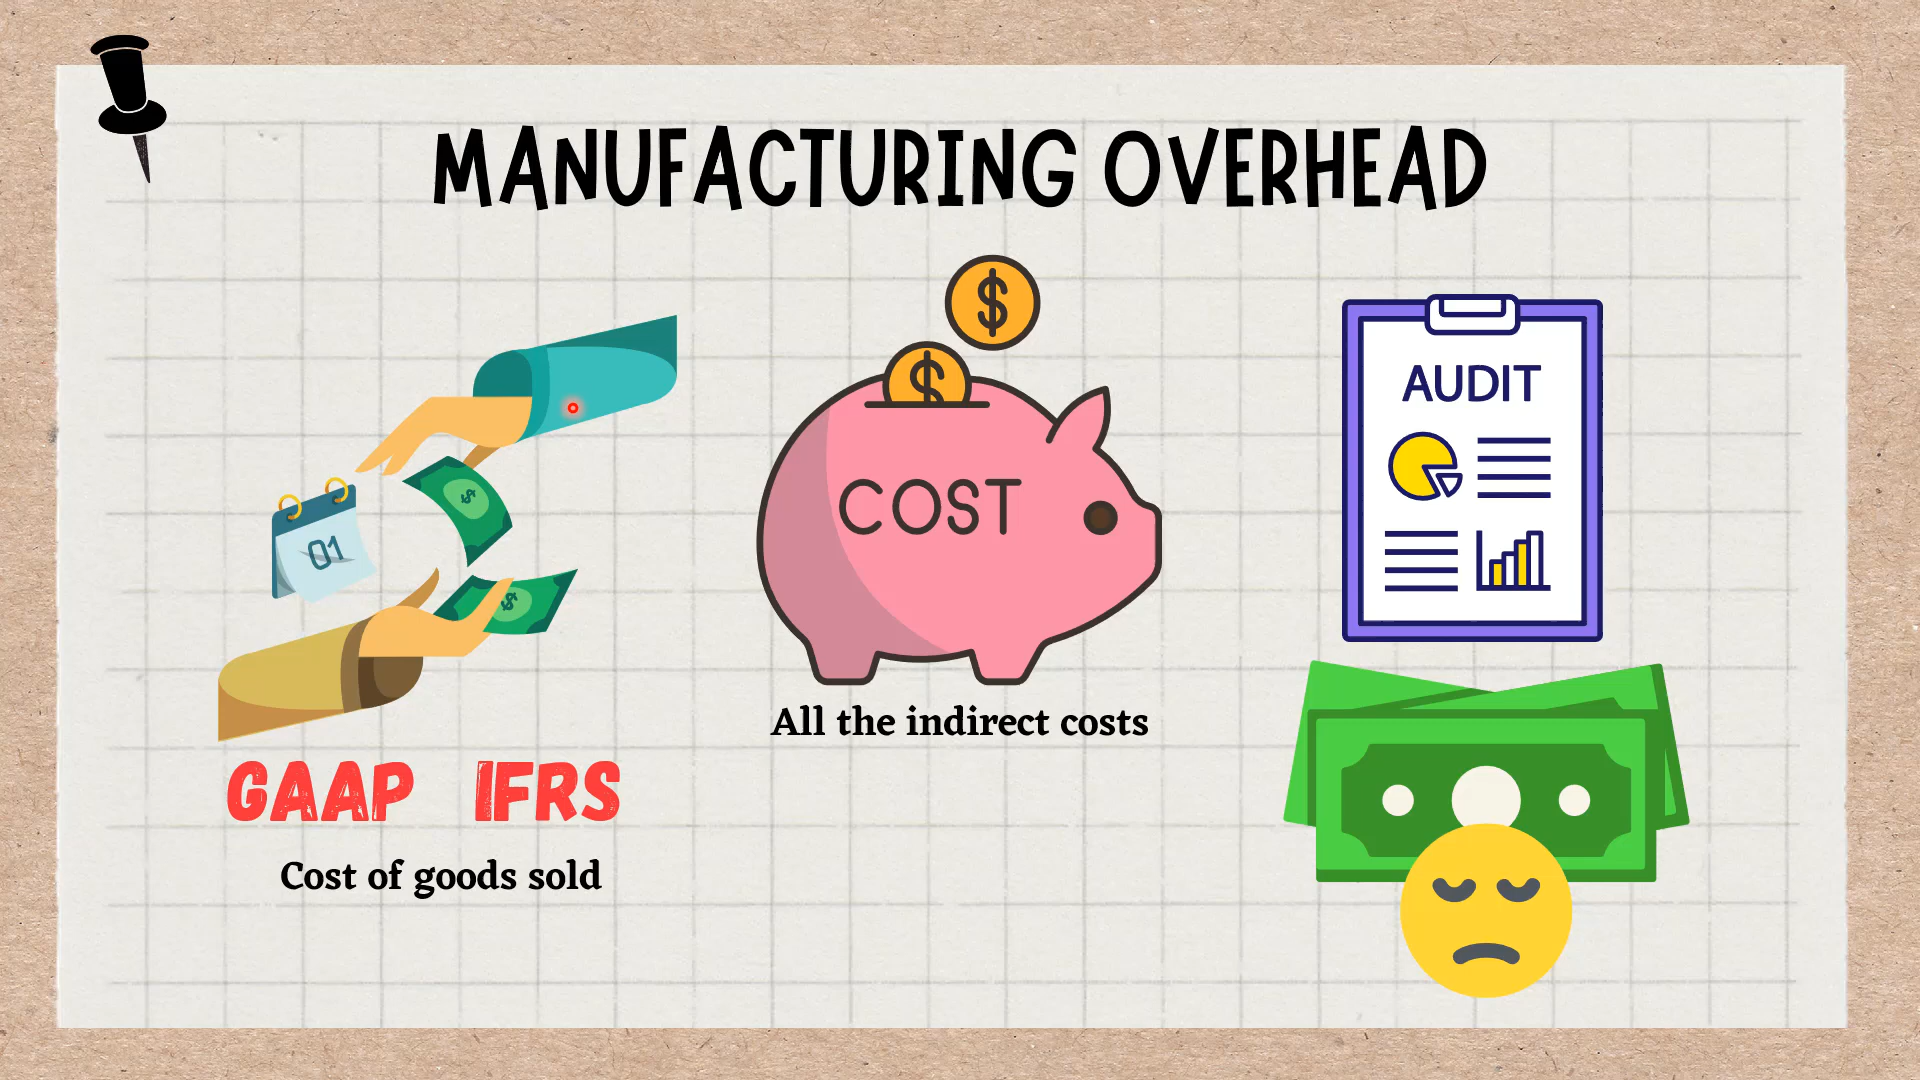 MANUFACTURING OVERHEAD
$
$
COST
AUDIT
$
01
$
All the indirect costs
GAAP IFRS
Cost of goods sold